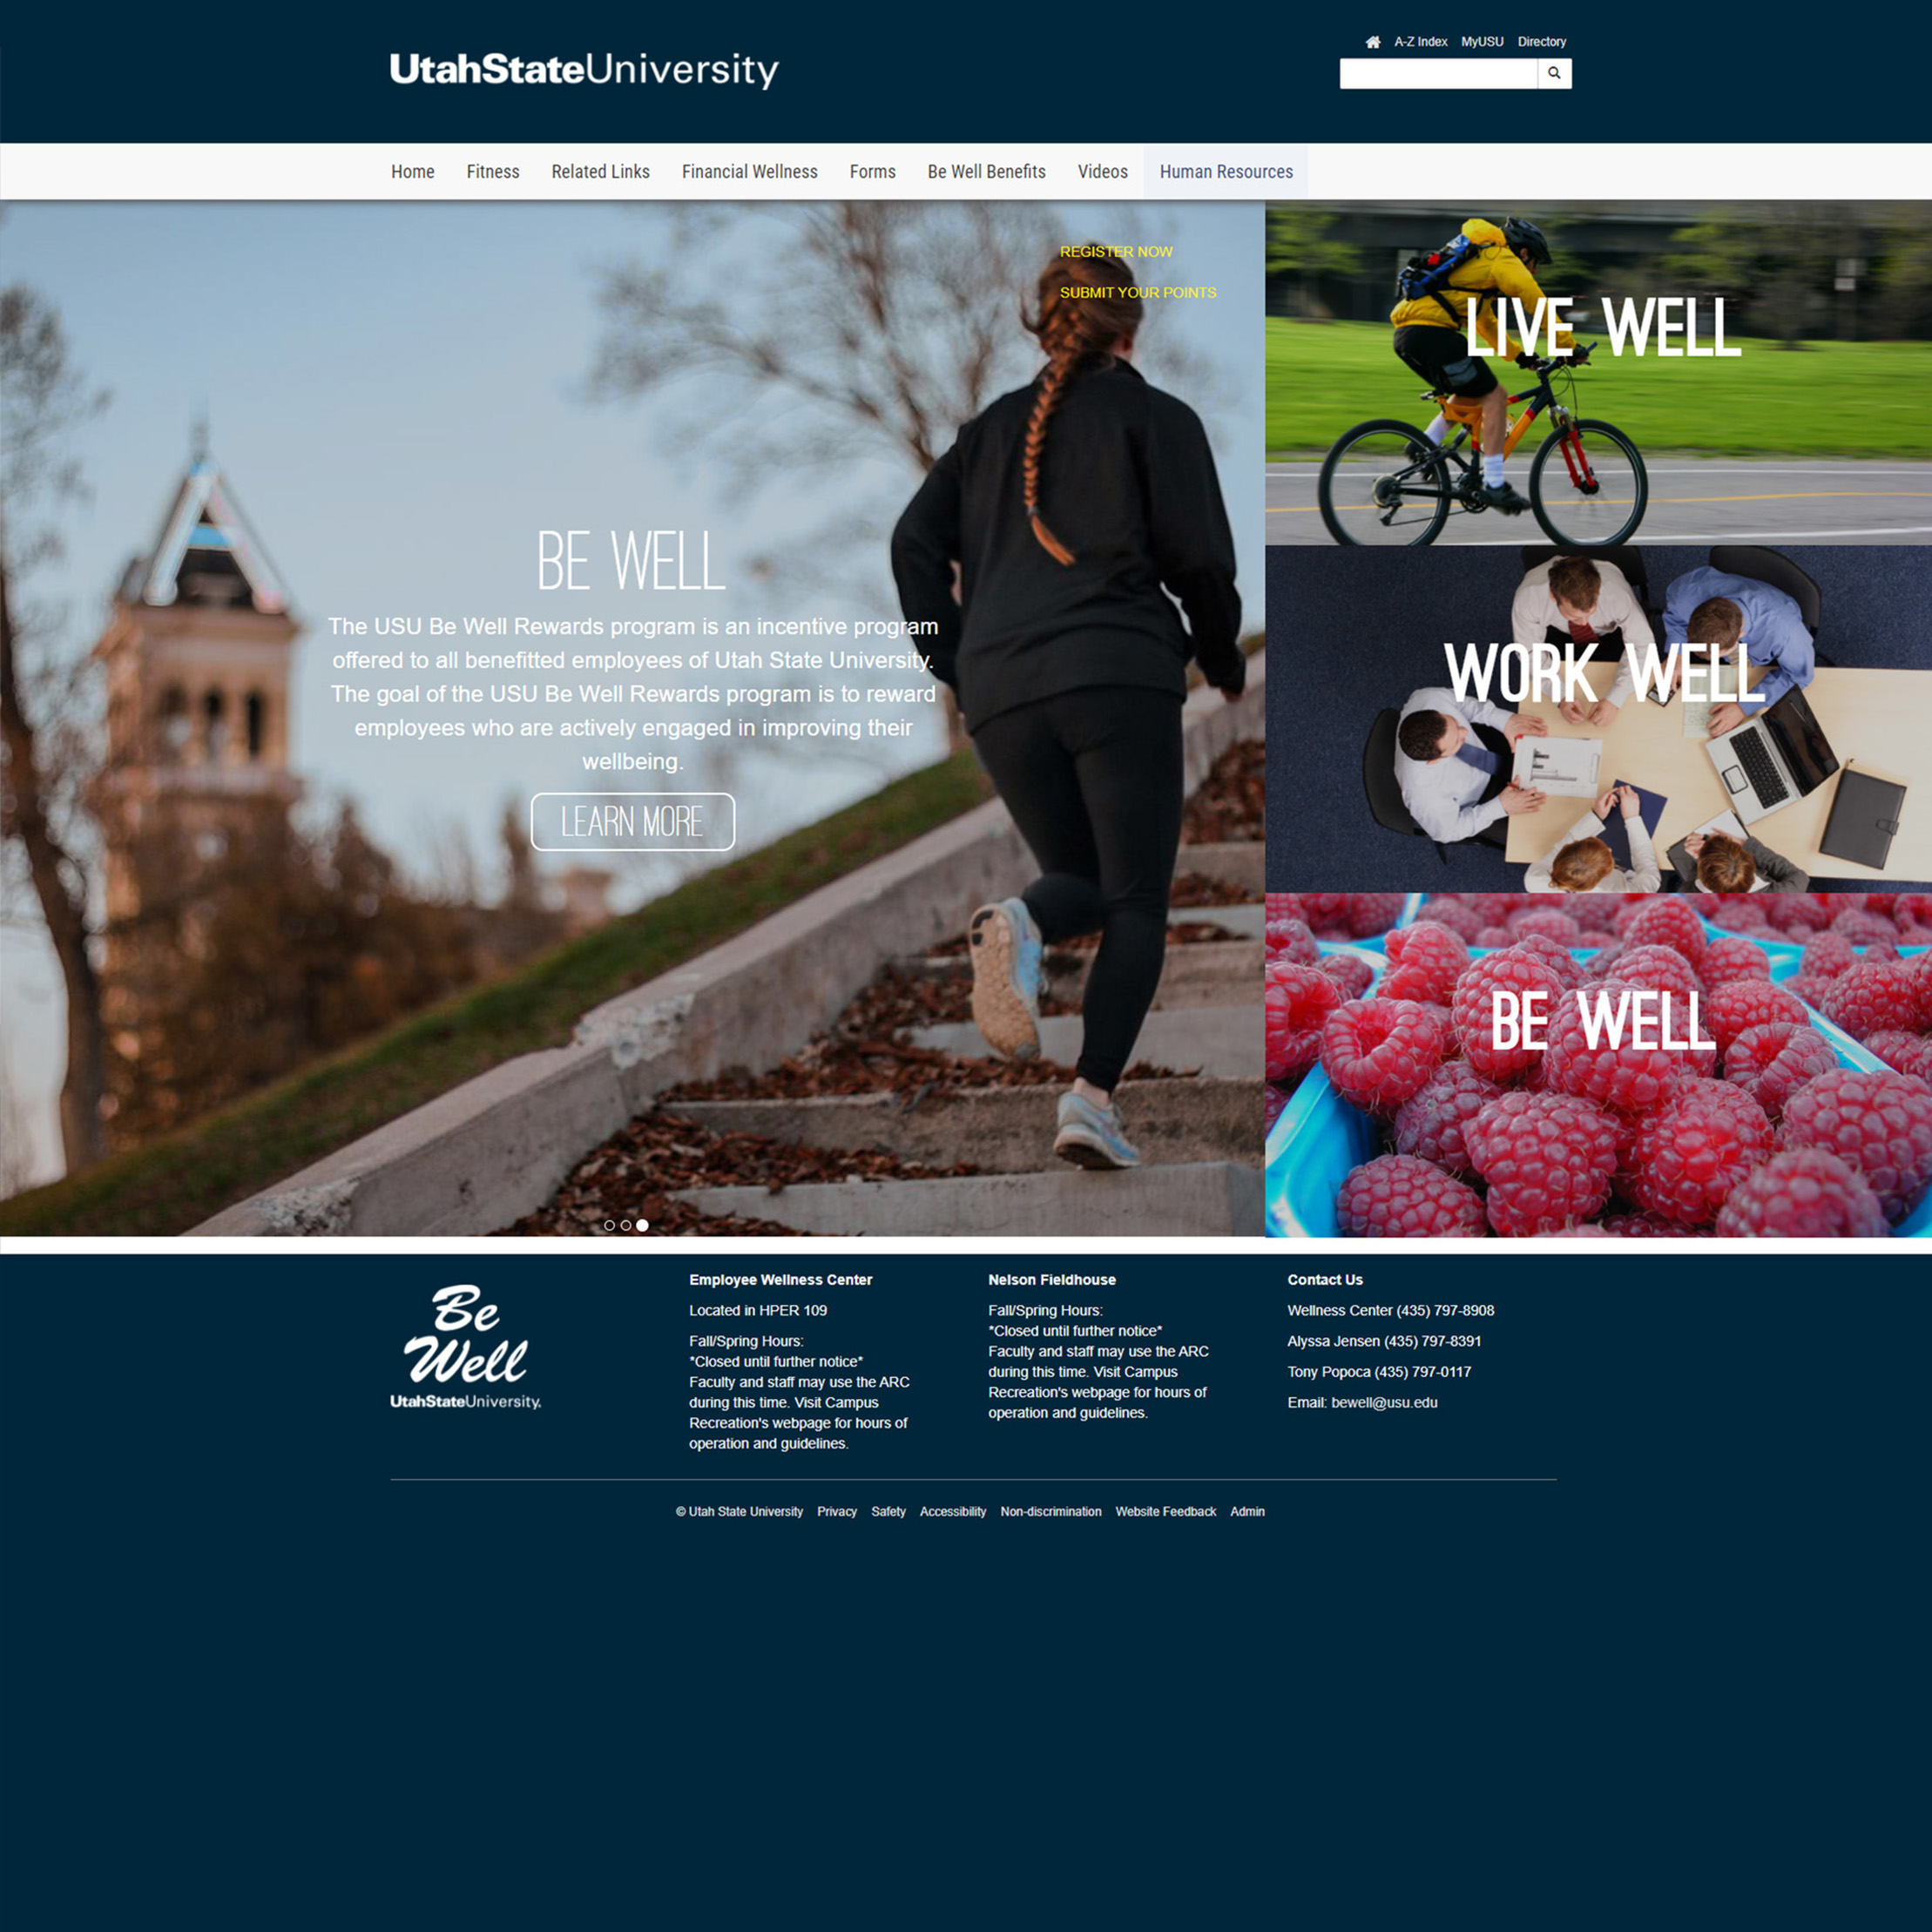 UtahStateUniversity
A-Z Index MyUSU Directory
Home Fitness Related Links Financial Wellness Forms Be Well Benefits Videos Human Resources
REGISTER NOW
SUBMIT YOUR POINTS
BE WELL
The USU Be Well Rewards program is an incentive program
offered to all benefitted employees of Utah State University.
The goal of the USU Be Well Rewards program is to reward
employees who are actively engaged in improving their
wellbeing.
LEARN MORE
LIVE WELL
WORK WELL
BE WELL
Be
Well
UtahStateUniversity.
Employee Wellness Center
Located in HPER 109
Fall/Spring Hours:
*Closed until further notice*
Faculty and staff may use the ARC
during this time. Visit Campus
Recreation's webpage for hours of
operation and guidelines.
Nelson Fieldhouse
Fall/Spring Hours:
*Closed until further notice*
Faculty and staff may use the ARC
during this time. Visit Campus
Recreation's webpage for hours of
operation and guidelines.
Contact Us
Wellness Center (435) 797-8908
Alyssa Jensen (435) 797-8391
Tony Popoca (435) 797-0117
Email: bewell@usu.edu
© Utah State University Privacy Safety Accessibility Non-discrimination Website Feedback Admin